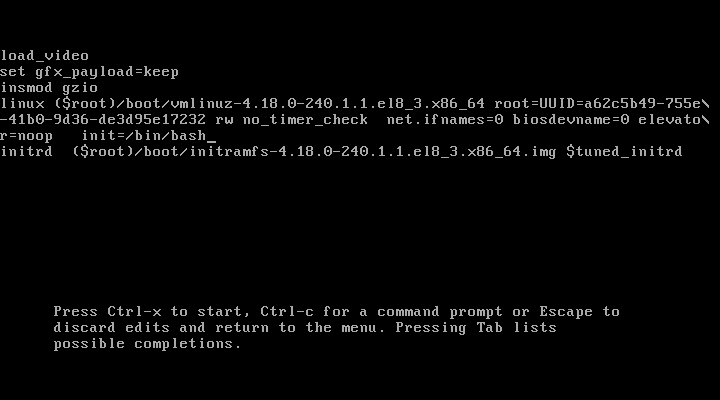 load_video
set gfx_payload=keep
insmod gzio
linux ($root)/boot/vmlinuz-4.18.0-240.1.1.el8_3.x86_64 root=UUID=a62c5b49-755e\
-41b0-9d36-de3d95e17232 rw no_timer_check  net.ifnames=0 biosdevname=0 elevato\
r=noop   init=/bin/bash_
initrd  ($root)/boot/initramfs-4.18.0-240.1.1.el8_3.x86_64.img $tuned_initrd
Press Ctrl-x to start, Ctrl-c for a command prompt or Escape to
discard edits and return to the menu. Pressing Tab lists
possible completions.